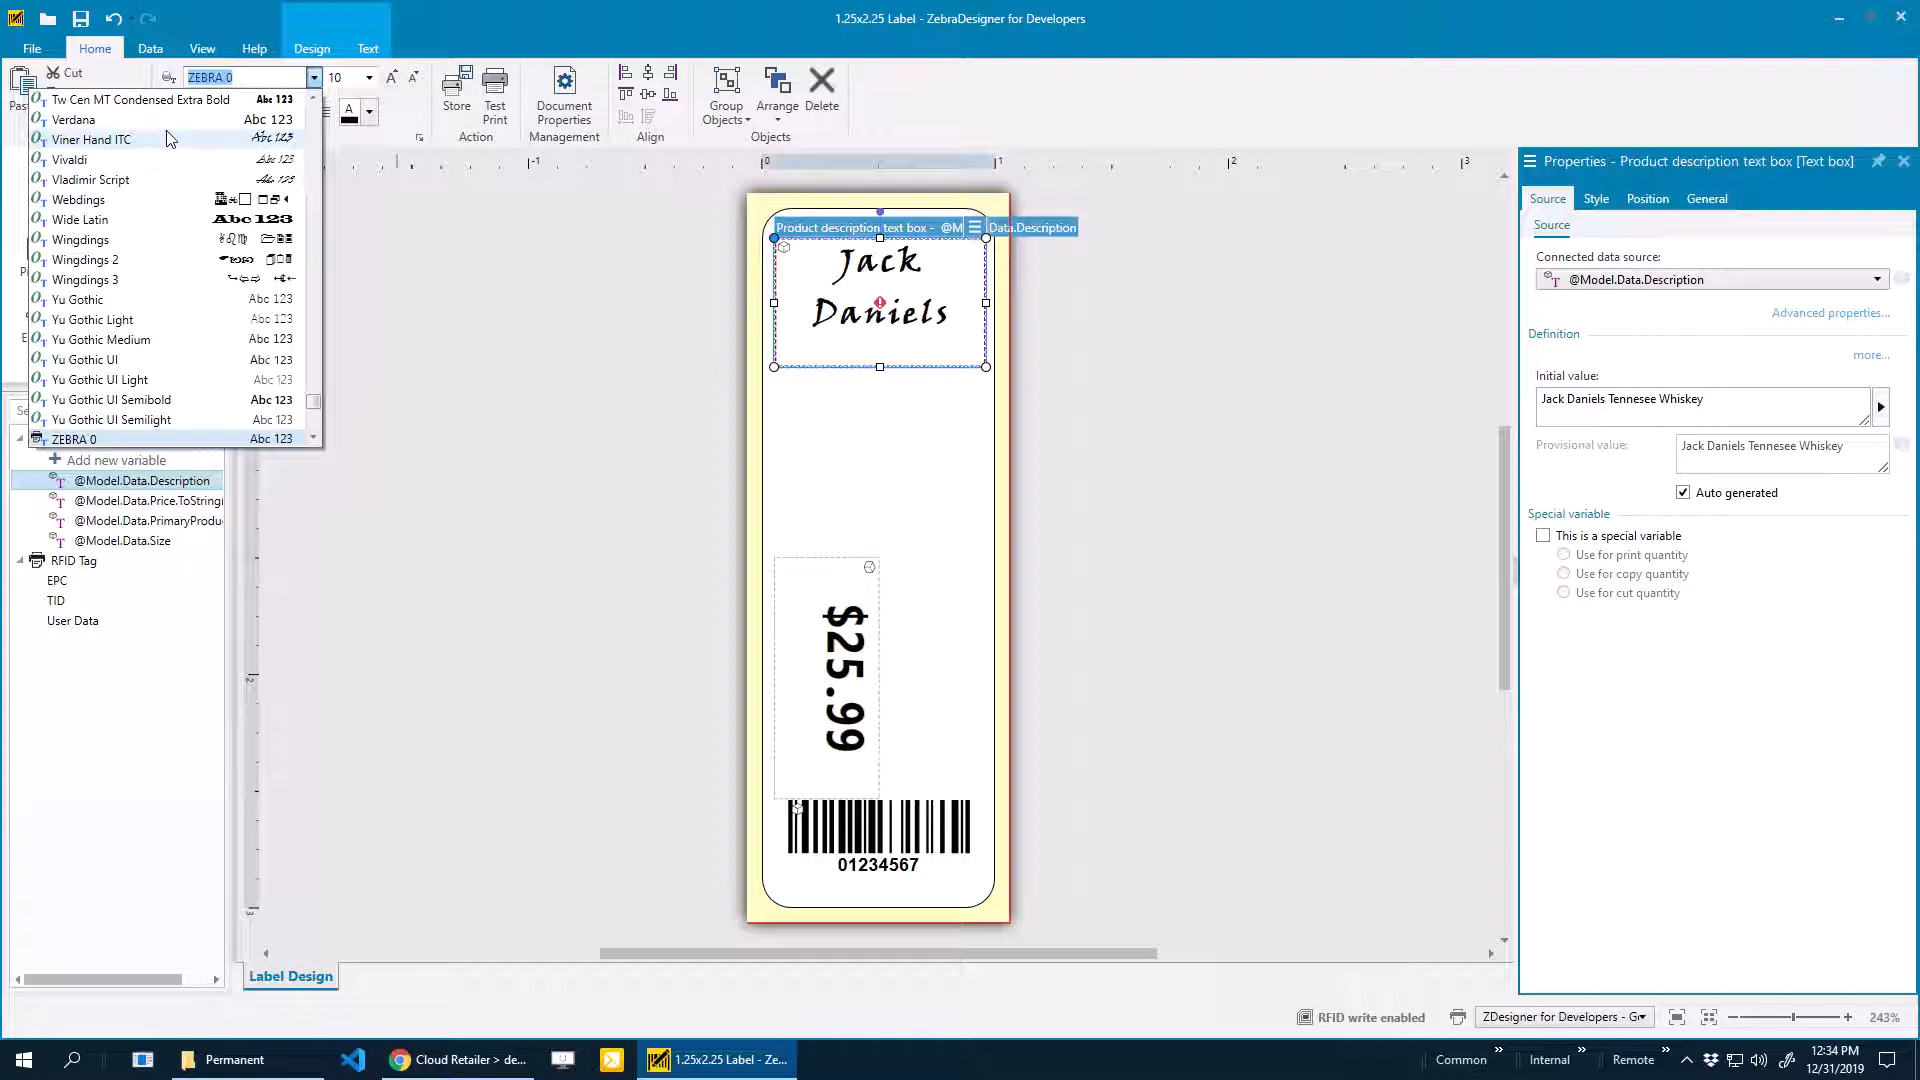 1.25x2.25 Label - ZebraDesigner for Developers
File
Home
Data
View
Help
Design
Text
Cut
ZEBRA 0
10
A
Store
Test Print
Action
Document Properties
Management
Align
Group Objects
Arrange
Delete
Objects
Tw Cen MT Condensed Extra Bold Abc 123
Verdana Abc 123
Viner Hand ITC Abc 123
Vivaldi Abc 123
Vladimir Script Abc 123
Webdings
Wide Latin Abc 123
Wingdings
Wingdings 2
Wingdings 3
Yu Gothic Abc 123
Yu Gothic Light Abc 123
Yu Gothic Medium Abc 123
Yu Gothic UI Abc 123
Yu Gothic UI Light Abc 123
Yu Gothic UI Semibold Abc 123
Yu Gothic UI Semilight Abc 123
ZEBRA 0 Abc 123
Add new variable
@Model.Data.Description
@Model.Data.Price.ToString(
@Model.Data.PrimaryProdu
@Model.Data.Size
RFID Tag
EPC
TID
User Data
-1 0 1 2 3
2
3
Product description text box - @M Data.Description
Jack
Daniels
$25.99
01234567
Label Design
Properties - Product description text box [Text box]
Source
Style
Position
General
Source
Connected data source:
@Model.Data.Description
Advanced properties...
Definition
more...
Initial value:
Jack Daniels Tennesee Whiskey
Provisional value:
Jack Daniels Tennesee Whiskey
Auto generated
Special variable
This is a special variable
Use for print quantity
Use for copy quantity
Use for cut quantity
RFID write enabled
ZDesigner for Developers - G
243%
Permanent
Cloud Retailer > de...
1.25x2.25 Label - Ze...
Common
Internal
Remote
12:34 PM
12/31/2019